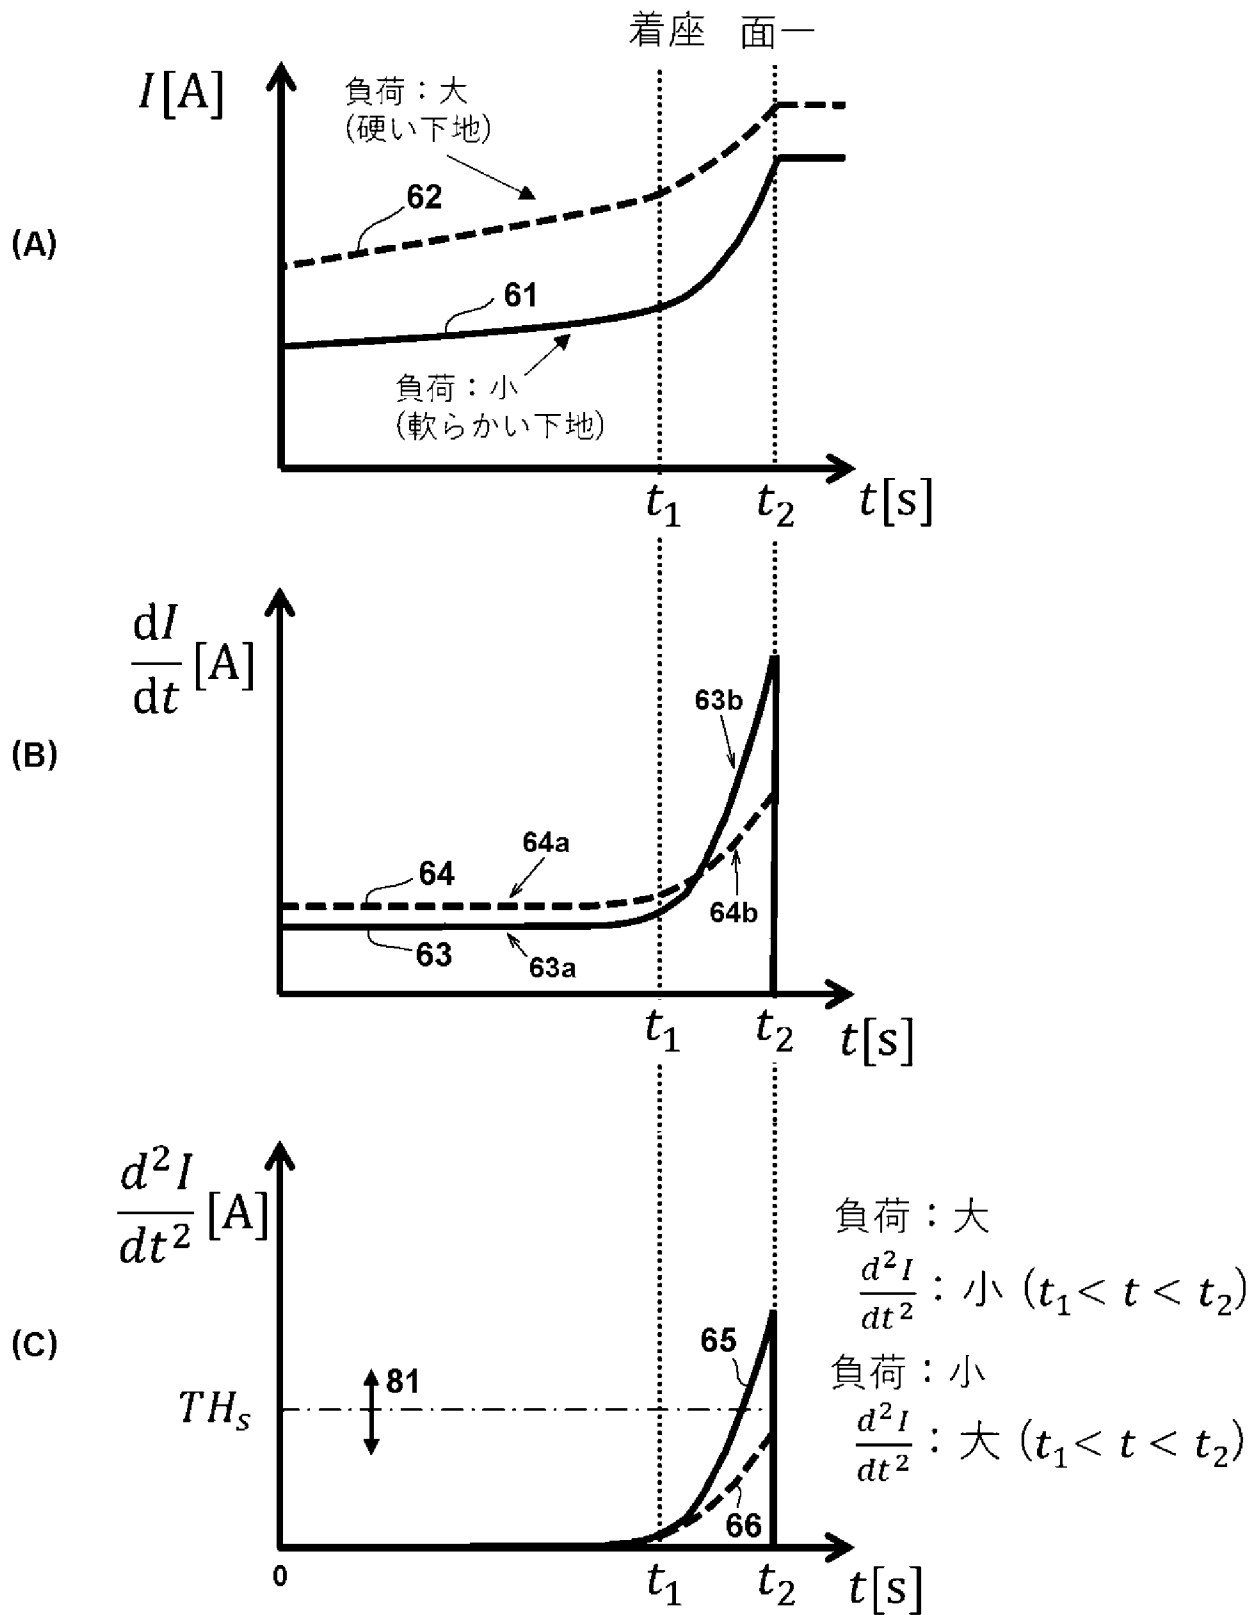 着座 面一
I[A]
負荷：大
(硬い下地)
62
(A)
61
負荷：小
(軟らかい下地)
t₁ t₂ t[s]
dI/dt [A]
63b
(B)
64a
64
64b
63
63a
t₁ t₂ t[s]
d²I/dt² [A]
負荷：大
d²I/dt²：小 (t₁< t < t₂)
(C)
65
81
負荷：小
THₛ
d²I/dt²：大 (t₁< t < t₂)
66
0 t₁ t₂ t[s]